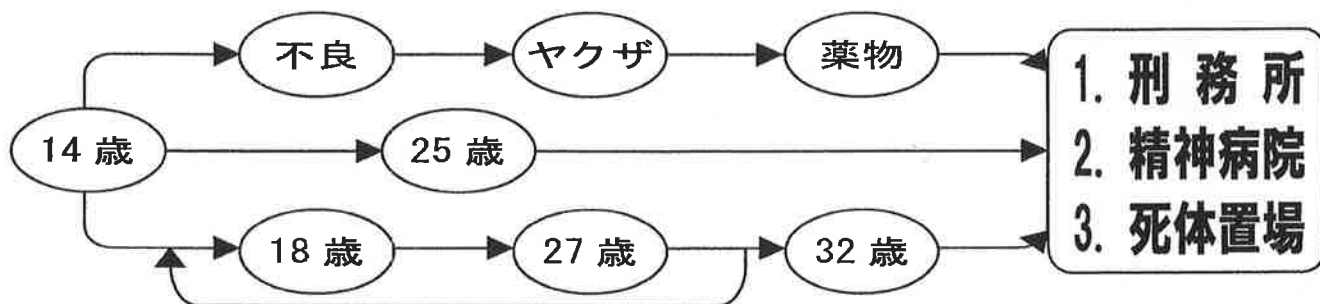 不良
ヤクザ
薬物
14 歳
25 歳
18 歳
27 歳
32 歳
1. 刑務所
2. 精神病院
3. 死体置場